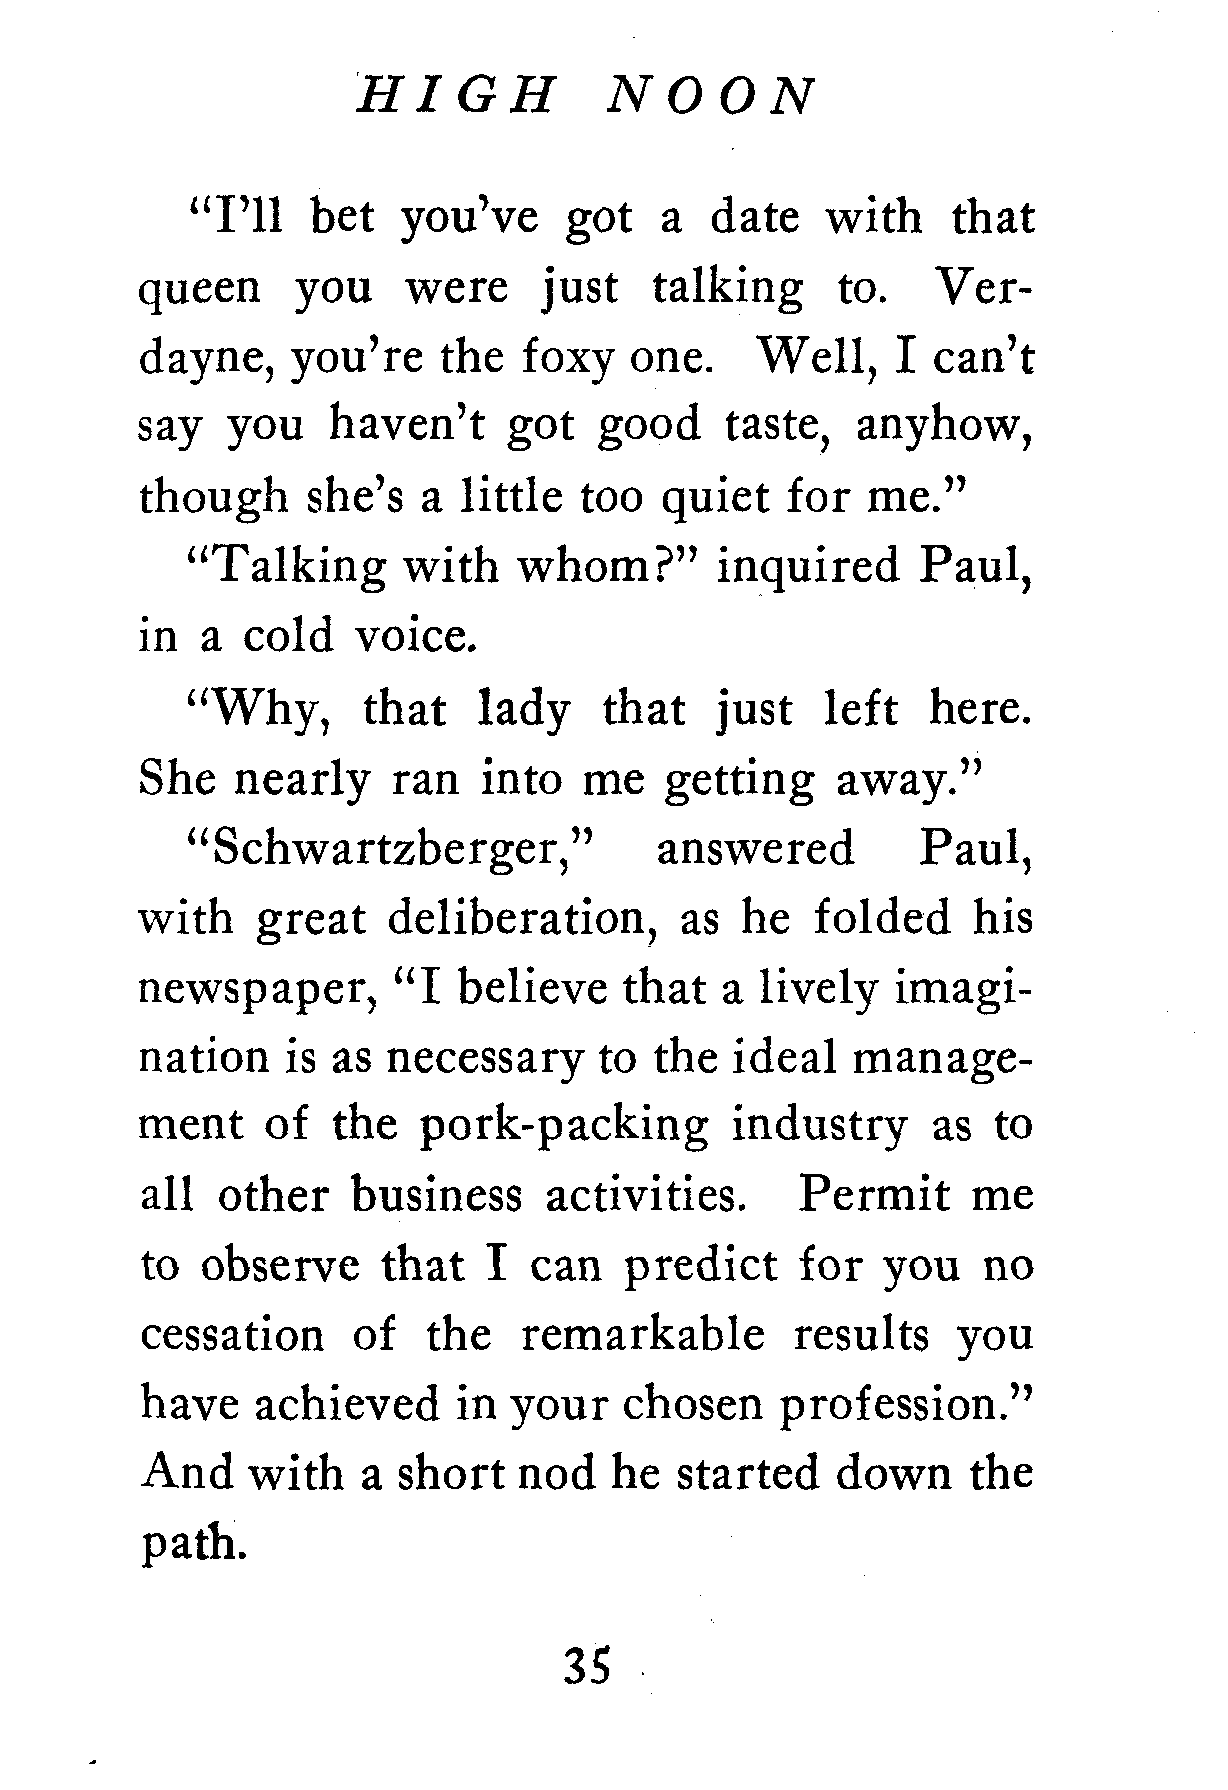 HIGH NOON
“I’ll bet you’ve got a date with that
queen you were just talking to. Ver-
dayne, you’re the foxy one. Well, I can’t
say you haven’t got good taste, anyhow,
though she’s a little too quiet for me.”
“Talking with whom?” inquired Paul,
in a cold voice.
“Why, that lady that just left here.
She nearly ran into me getting away.”
“Schwartzberger,” answered Paul,
with great deliberation, as he folded his
newspaper, “I believe that a lively imagi-
nation is as necessary to the ideal manage-
ment of the pork-packing industry as to
all other business activities. Permit me
to observe that I can predict for you no
cessation of the remarkable results you
have achieved in your chosen profession.”
And with a short nod he started down the
path.
35